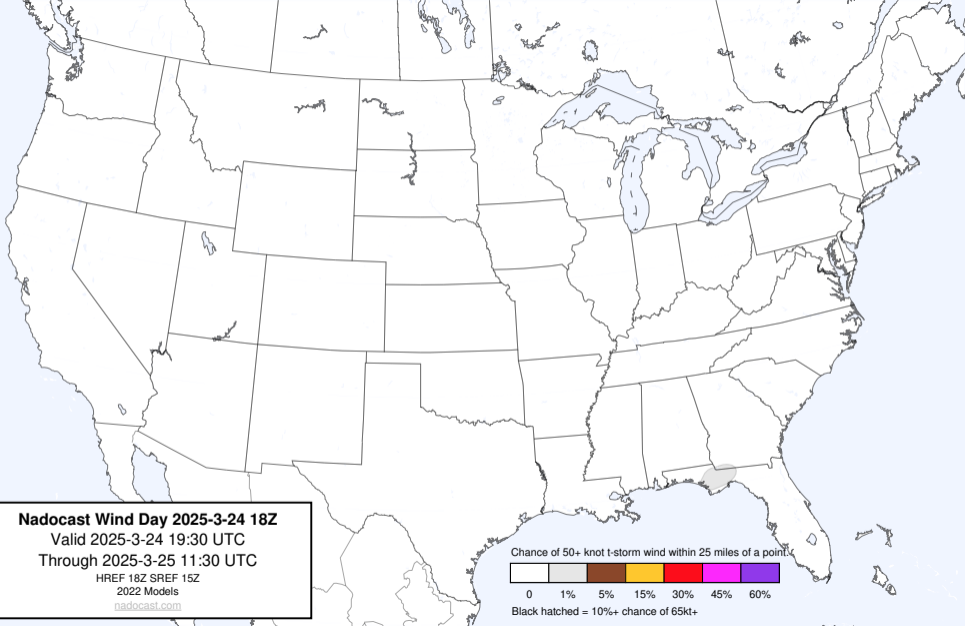 Nadocast Wind Day 2025-3-24 18Z
Valid 2025-3-24 19:30 UTC
Through 2025-3-25 11:30 UTC
HREF 18Z SREF 15Z
2022 Models
nadocast.com
Chance of 50+ knot t-storm wind within 25 miles of a point.
0 1% 5% 15% 30% 45% 60%
Black hatched = 10%+ chance of 65kt+